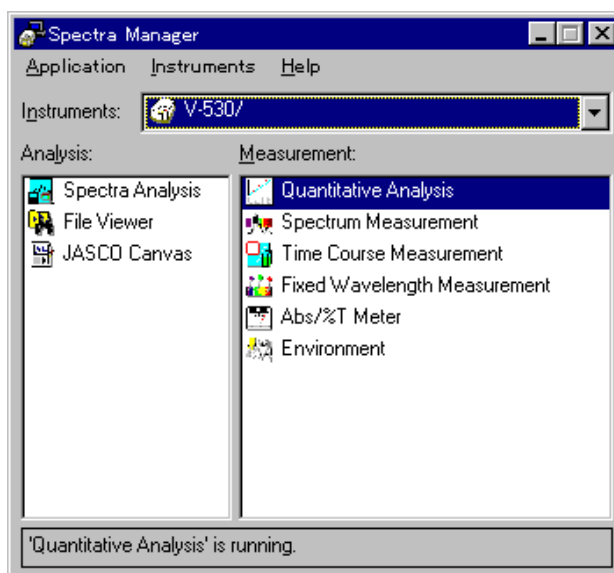 Spectra Manager
Application Instruments Help
Instruments: V-530/
Analysis:
Spectra Analysis
File Viewer
JASCO Canvas
Measurement:
Quantitative Analysis
Spectrum Measurement
Time Course Measurement
Fixed Wavelength Measurement
Abs/%T Meter
Environment
'Quantitative Analysis' is running.